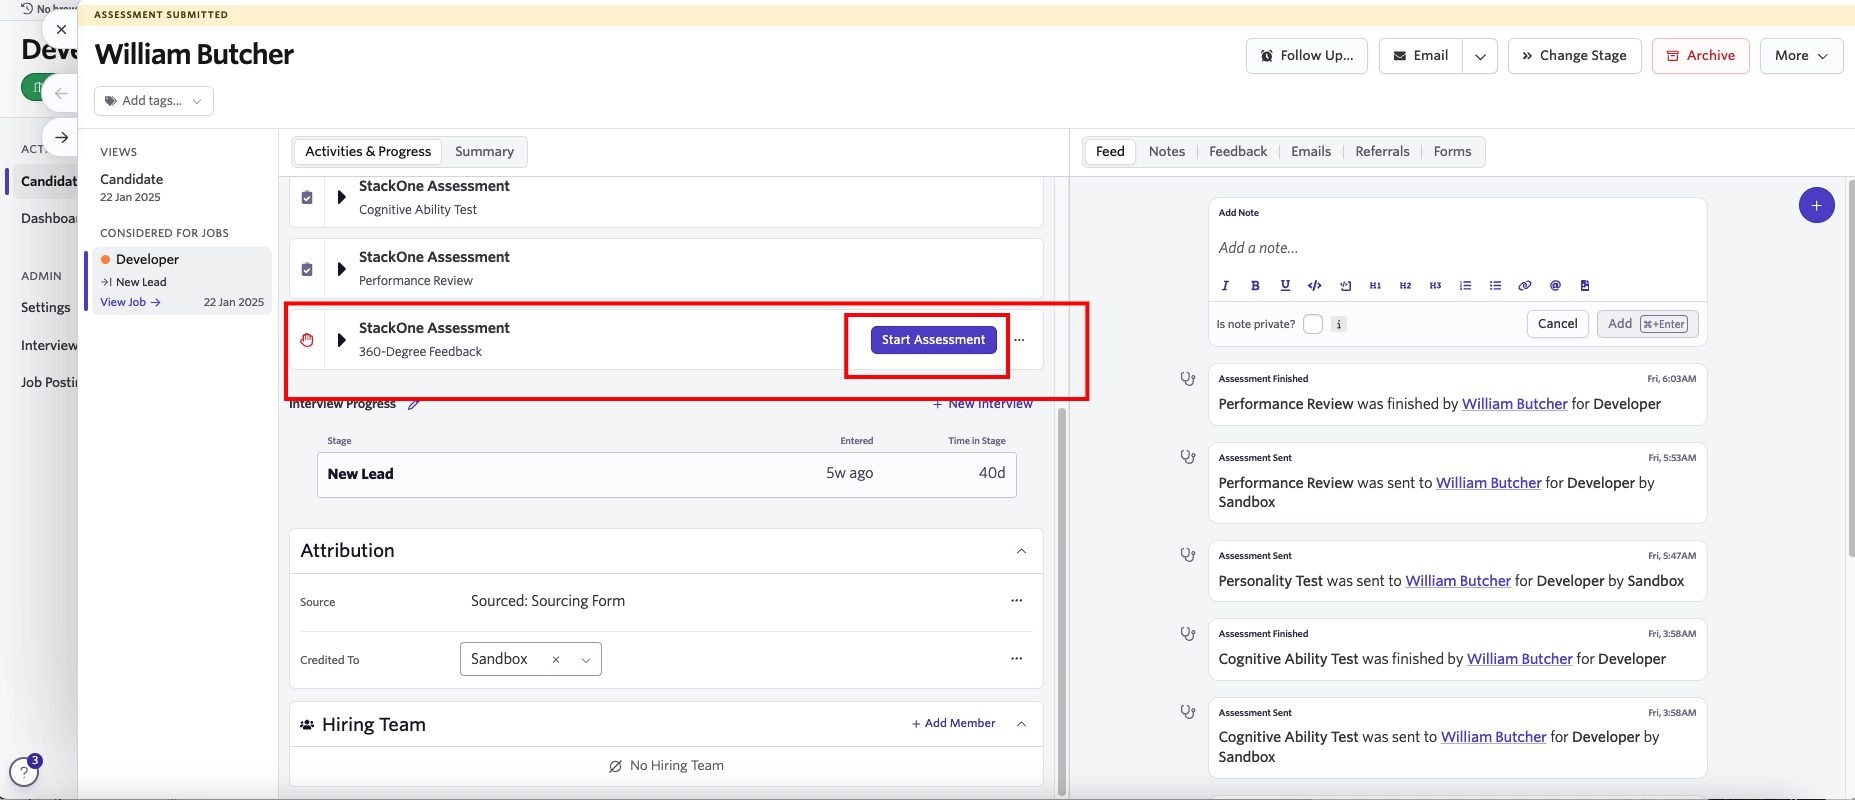 No brow
ASSESSMENT SUBMITTED
William Butcher
Follow Up...
Email
Change Stage
Archive
More
Add tags...
VIEWS
Candidate
22 Jan 2025
CONSIDERED FOR JOBS
Developer
New Lead
View Job →
22 Jan 2025
Deve
ACT
Candidat
Dashboa
ADMIN
Settings
Interview
Job Posti
3
?
Activities & Progress
Summary
StackOne Assessment
Cognitive Ability Test
StackOne Assessment
Performance Review
StackOne Assessment
360-Degree Feedback
Start Assessment
...
Interview Progress
+ New Interview
Stage
Entered
Time in Stage
New Lead
5w ago
40d
Attribution
Source
Sourced: Sourcing Form
...
Credited To
Sandbox
...
Hiring Team
+ Add Member
No Hiring Team
Feed
Notes
Feedback
Emails
Referrals
Forms
Add Note
Add a note...
I B U </> H1 H2 H3 @
Is note private?
i
Cancel
Add ⌘+Enter
+
Assessment Finished
Fri, 6:03AM
Performance Review was finished by William Butcher for Developer
Assessment Sent
Fri, 5:53AM
Performance Review was sent to William Butcher for Developer by
Sandbox
Assessment Sent
Fri, 5:47AM
Personality Test was sent to William Butcher for Developer by Sandbox
Assessment Finished
Fri, 3:58AM
Cognitive Ability Test was finished by William Butcher for Developer
Assessment Sent
Fri, 3:58AM
Cognitive Ability Test was sent to William Butcher for Developer by
Sandbox